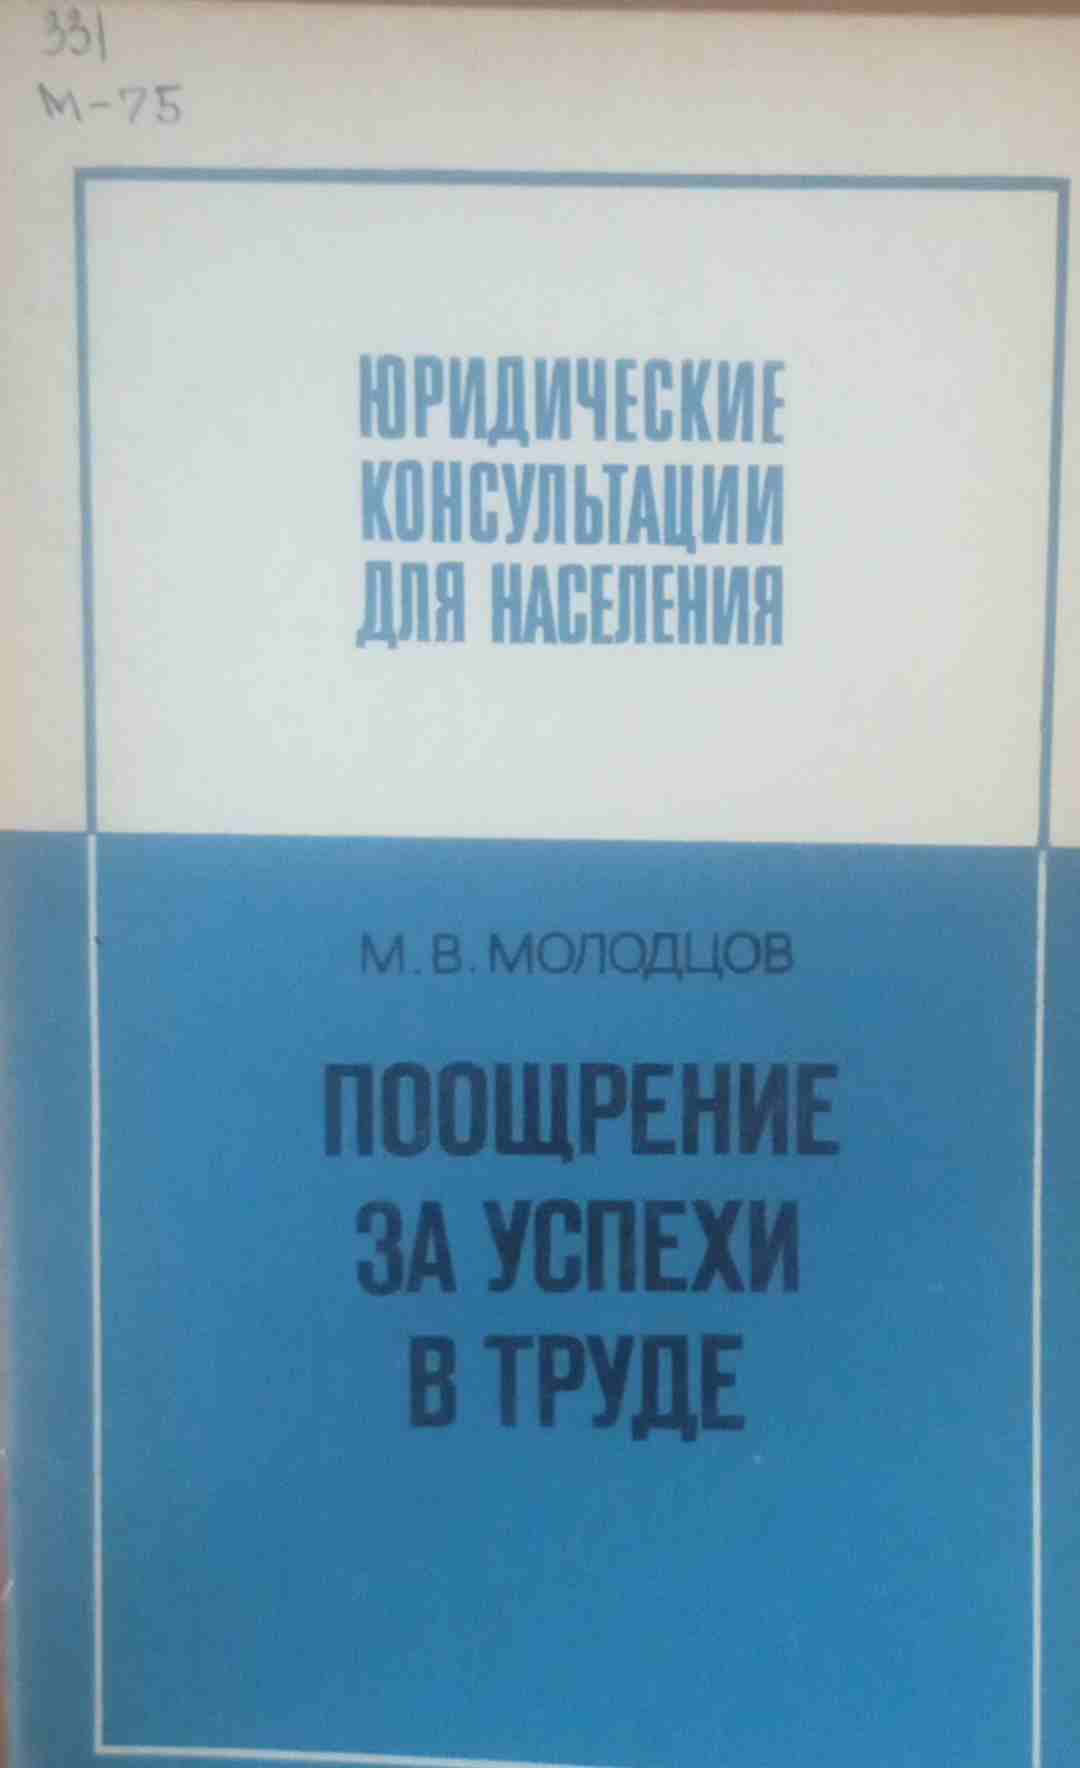 331
М-75
ЮРИДИЧЕСКИЕ
КОНСУЛЬТАЦИИ
ДЛЯ НАСЕЛЕНИЯ
М.В.МОЛОДЦОВ
ПООЩРЕНИЕ
ЗА УСПЕХИ
В ТРУДЕ